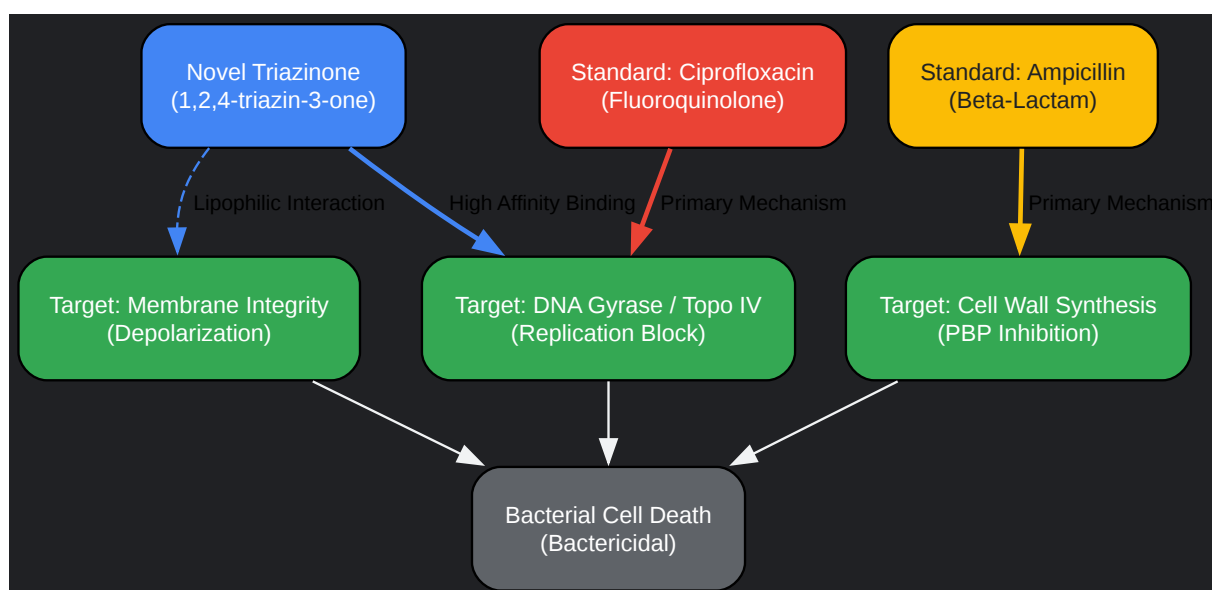 Novel Triazinone
(1,2,4-triazin-3-one)
Standard: Ciprofloxacin
(Fluoroquinolone)
Standard: Ampicillin
(Beta-Lactam)
Lipophilic Interaction
High Affinity Binding
Primary Mechanism
Primary Mechanism
Target: Membrane Integrity
(Depolarization)
Target: DNA Gyrase / Topo IV
(Replication Block)
Target: Cell Wall Synthesis
(PBP Inhibition)
Bacterial Cell Death
(Bactericidal)